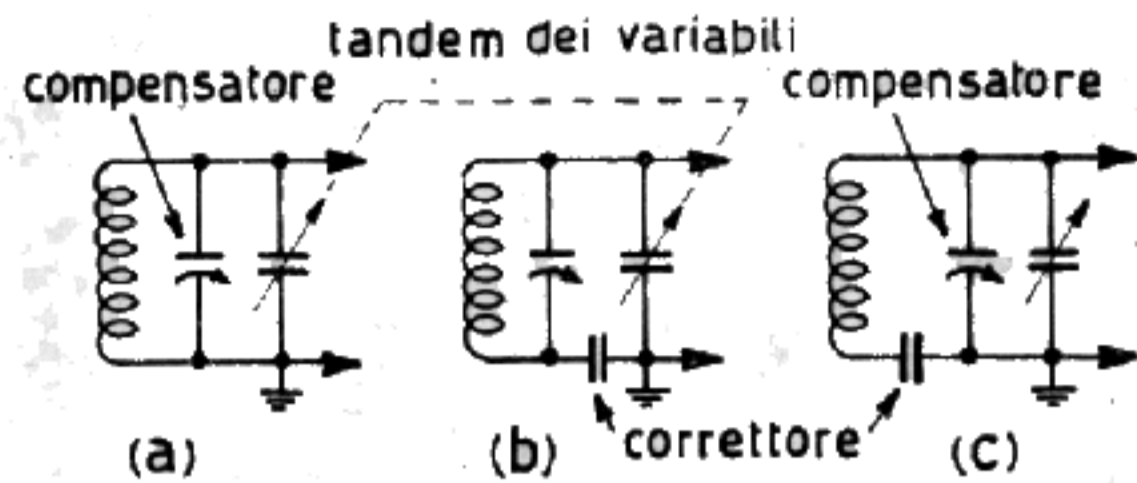 tandem dei variabili
compensatore
compensatore
correttore
(a)
(b)
(c)